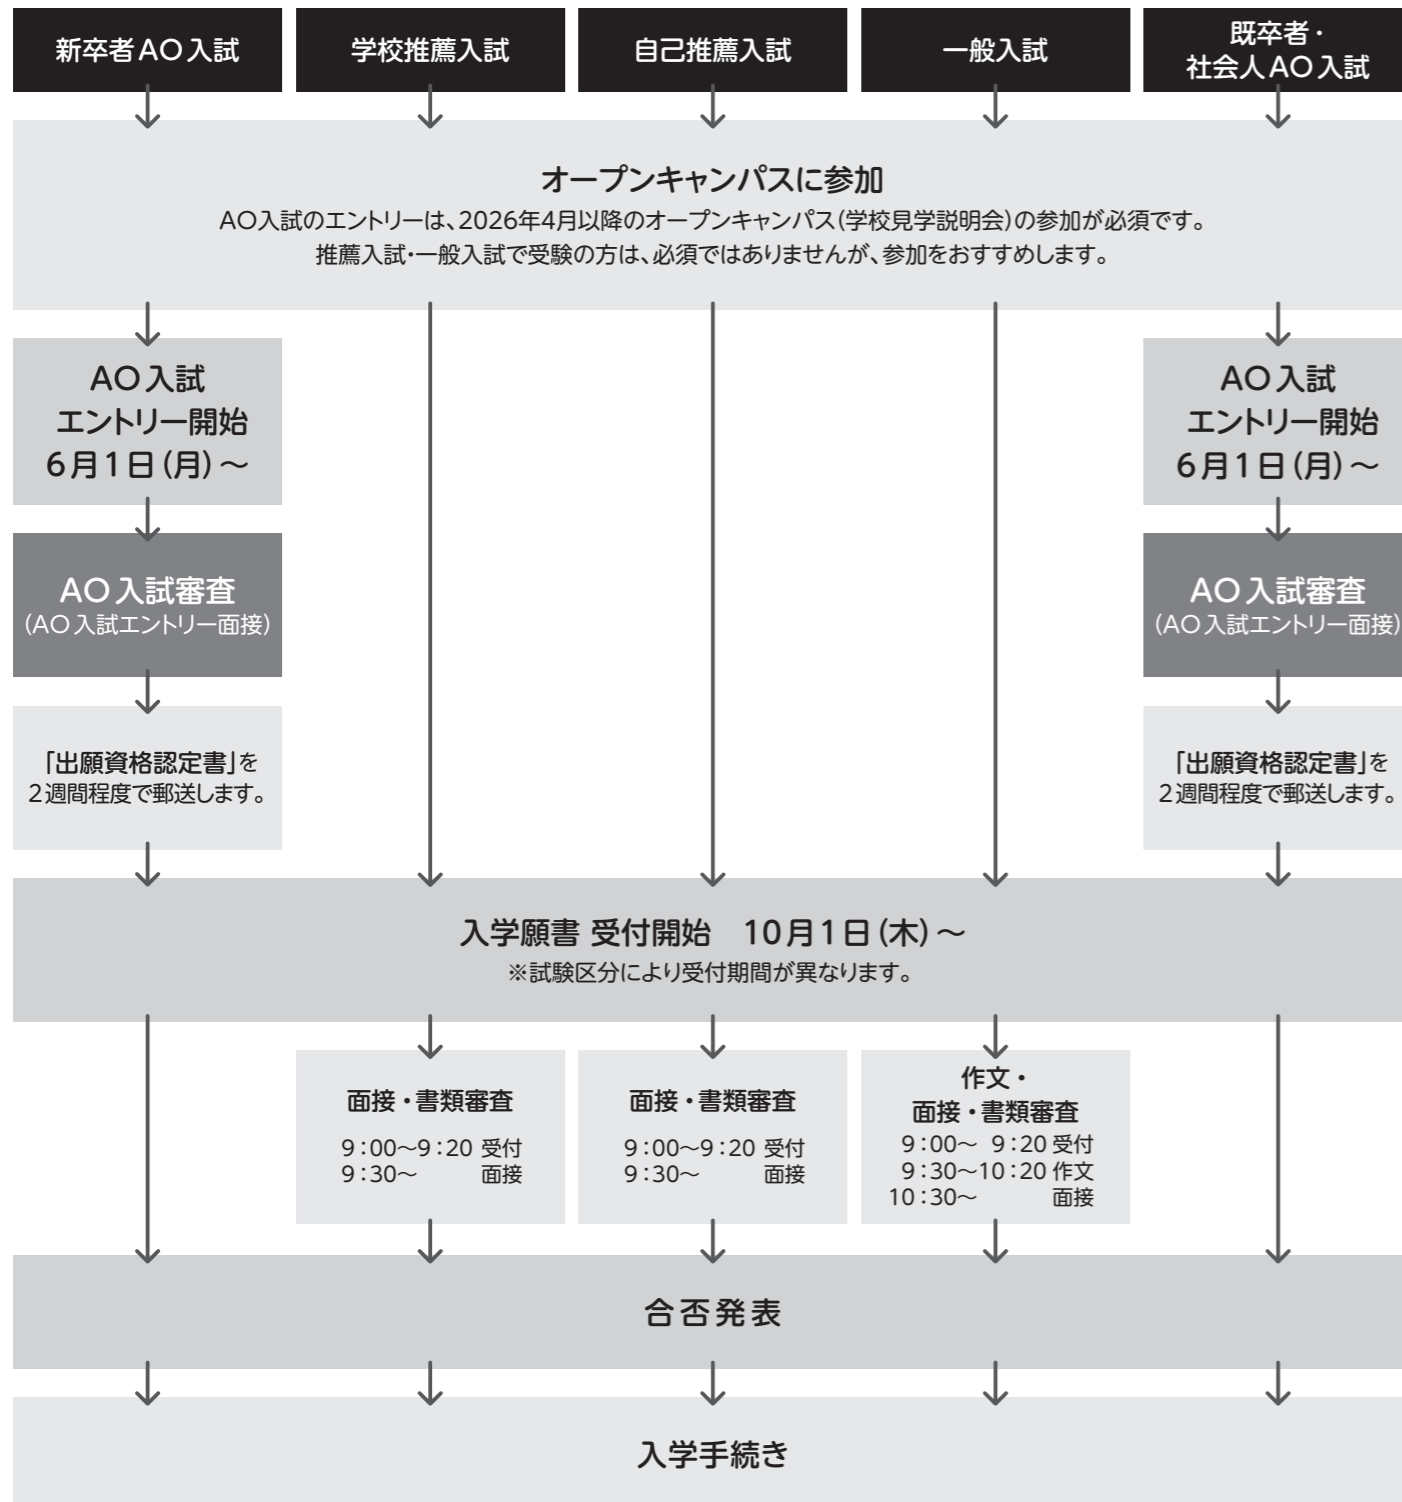 新卒者AO入試
学校推薦入試
自己推薦入試
一般入試
既卒者・
社会人AO入試
オープンキャンパスに参加
AO入試のエントリーは、2026年4月以降のオープンキャンパス(学校見学説明会)の参加が必須です。
推薦入試・一般入試で受験の方は、必須ではありませんが、参加をおすすめします。
AO入試
エントリー開始
6月1日(月)～
AO入試
エントリー開始
6月1日(月)～
AO入試審査
(AO入試エントリー面接)
AO入試審査
(AO入試エントリー面接)
「出願資格認定書」を
2週間程度で郵送します。
「出願資格認定書」を
2週間程度で郵送します。
入学願書 受付開始　10月1日(木)～
※試験区分により受付期間が異なります。
面接・書類審査
9：00～9：20 受付
9：30～　　　面接
面接・書類審査
9：00～9：20 受付
9：30～　　　面接
作文・
面接・書類審査
9：00～ 9：20 受付
9：30～10：20 作文
10：30～　　　面接
合否発表
入学手続き